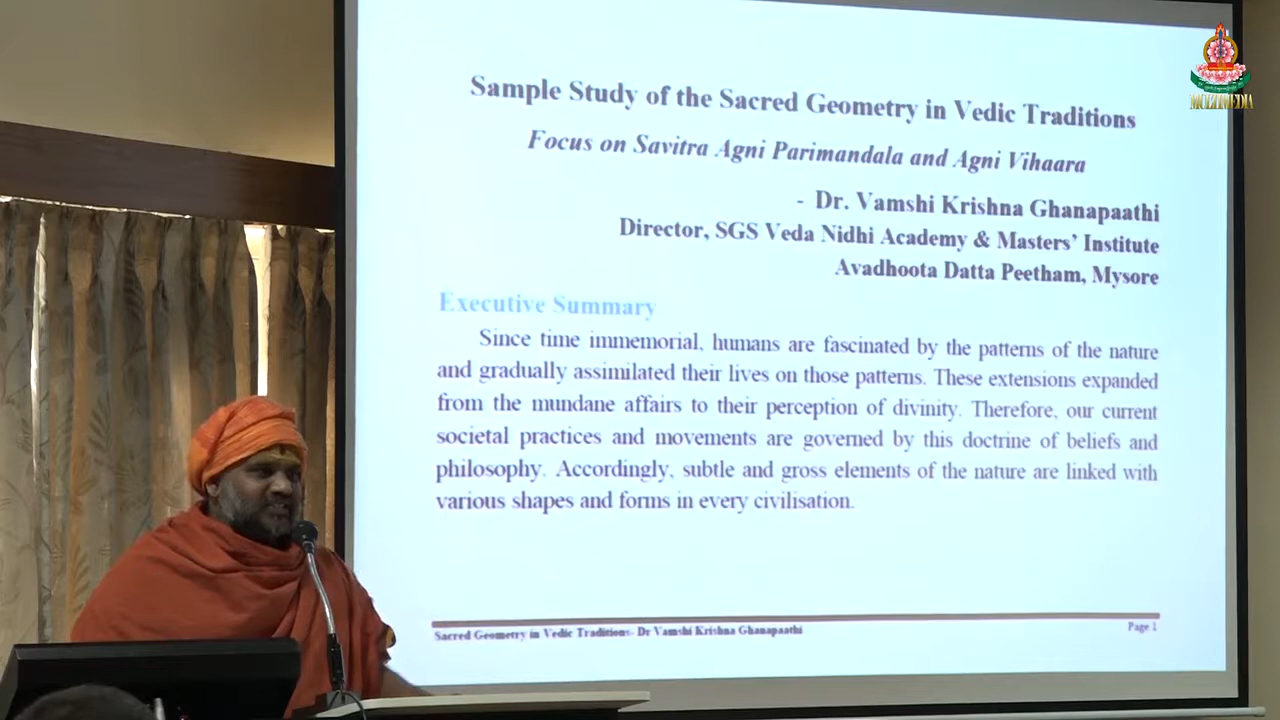 MULTIMEDIA
Sample Study of the Sacred Geometry in Vedic Traditions
Focus on Savitra Agni Parimandala and Agni Vihaara
- Dr. Vamshi Krishna Ghanapaathi
Director, SGS Veda Nidhi Academy & Masters' Institute
Avadhoota Datta Peetham, Mysore
Executive Summary
Since time immemorial, humans are fascinated by the patterns of the nature
and gradually assimilated their lives on those patterns. These extensions expanded
from the mundane affairs to their perception of divinity. Therefore, our current
societal practices and movements are governed by this doctrine of beliefs and
philosophy. Accordingly, subtle and gross elements of the nature are linked with
various shapes and forms in every civilisation.
Sacred Geometry in Vedic Traditions- Dr Vamshi Krishna Ghanapaathi
Page 1